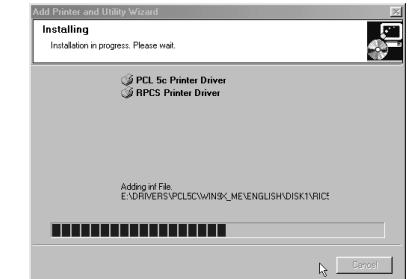 Add Printer and Utility Wizard
Installing
Installation in progress. Please wait.
PCL 5c Printer Driver
RPCS Printer Driver
Adding inf File.
E:\DRIVERS\PCL5C\WIN9X_ME\ENGLISH\DISK1\RICS
Cancel